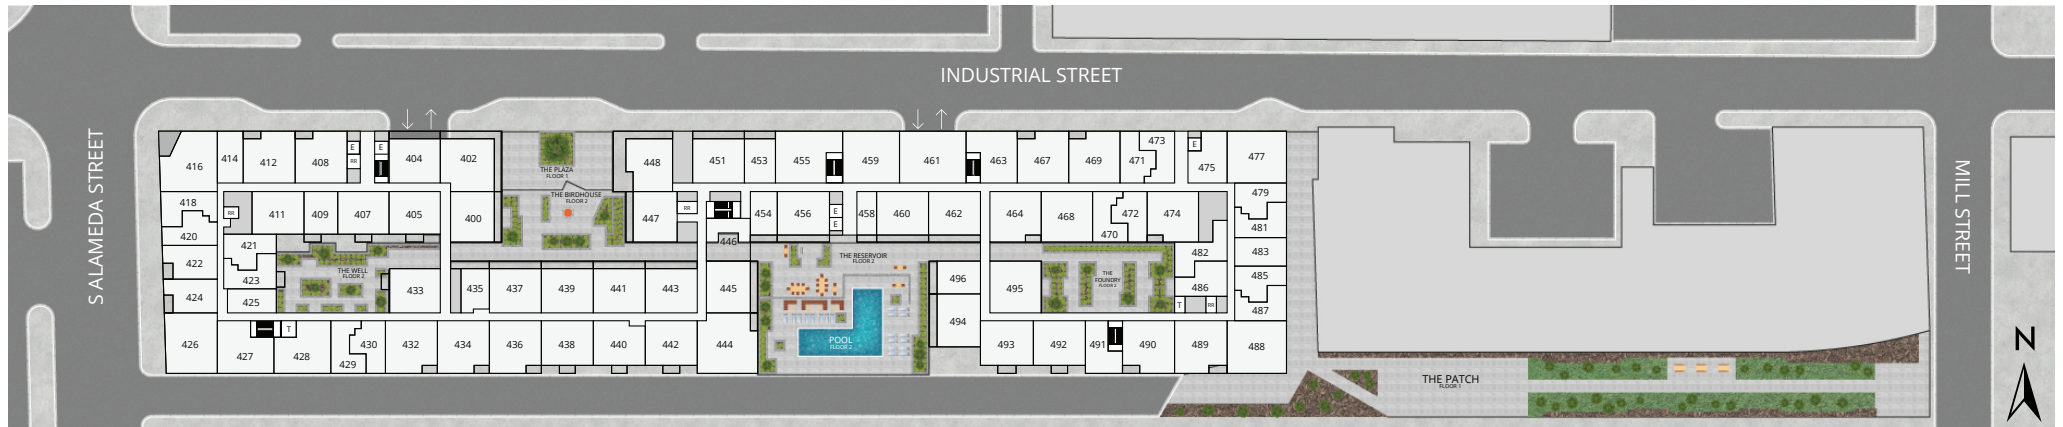 INDUSTRIAL STREET
S ALAMEDA STREET
MILL STREET
416
414
412
408
E
RR
E
404
402
THE PLAZA
FLOOR 1
448
451
453
455
459
461
463
467
469
471
473
E
475
477
418
RR
411
409
407
405
400
THE BIRDHOUSE
FLOOR 2
447
RR
454
456
E
E
458
460
462
464
468
470
472
474
479
481
420
421
446
422
423
THE WELL
FLOOR 2
THE RESERVOIR
FLOOR 2
482
483
424
425
433
435
437
439
441
443
445
496
495
THE
FOUNDRY
FLOOR 2
486
T
RR
485
487
426
427
T
428
429
430
432
434
436
438
440
442
444
POOL
FLOOR 2
494
493
492
491
490
489
488
THE PATCH
FLOOR 1
N